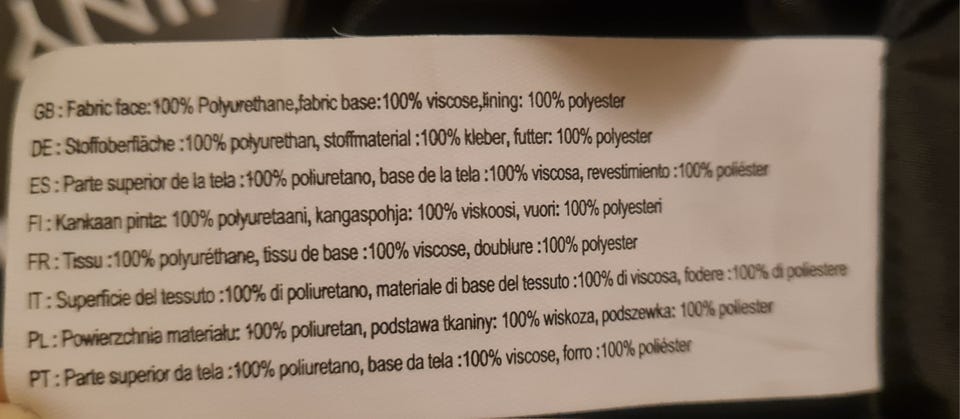 GB : Fabric face:100% Polyurethane,fabric base:100% viscose,lining: 100% polyester
DE : Stoffoberfläche :100% polyurethan, stoffmaterial :100% kleber, futter: 100% polyester
ES : Parte superior de la tela :100% poliuretano, base de la tela :100% viscosa, revestimiento :100% poliéster
FI : Kankaan pinta: 100% polyuretaani, kangaspohja: 100% viskoosi, vuori: 100% polyesteri
FR : Tissu :100% polyuréthane, tissu de base :100% viscose, doublure :100% polyester
IT : Superficie del tessuto :100% di poliuretano, materiale di base del tessuto :100% di viscosa, fodere :100% di poliestere
PL : Powierzchnia materiału: 100% poliuretan, podstawa tkaniny: 100% wiskoza, podszewka: 100% poliester
PT : Parte superior da tela :100% poliuretano, base da tela :100% viscose, forro :100% poliéster